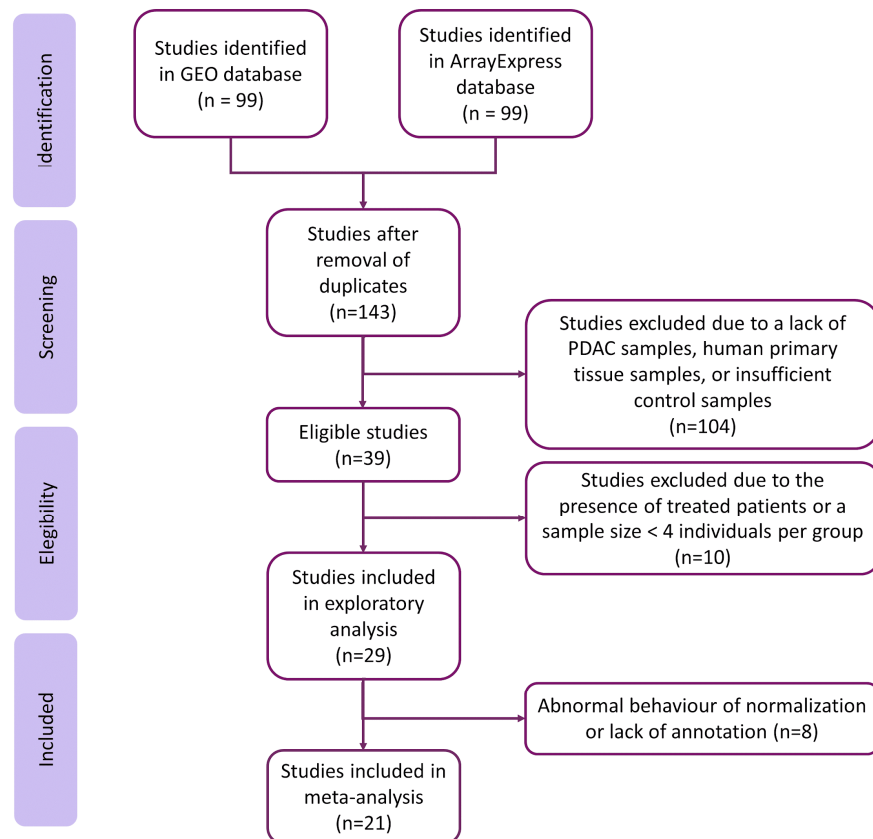 Identification
Studies identified
in GEO database
(n = 99)
Studies identified
in ArrayExpress
database
(n = 99)
Screening
Studies after
removal of
duplicates
(n=143)
Studies excluded due to a lack of
PDAC samples, human primary
tissue samples, or insufficient
control samples
(n=104)
Elegibility
Eligible studies
(n=39)
Studies excluded due to the
presence of treated patients or a
sample size < 4 individuals per group
(n=10)
Studies included
in exploratory
analysis
(n=29)
Included
Abnormal behaviour of normalization
or lack of annotation (n=8)
Studies included in
meta-analysis
(n=21)